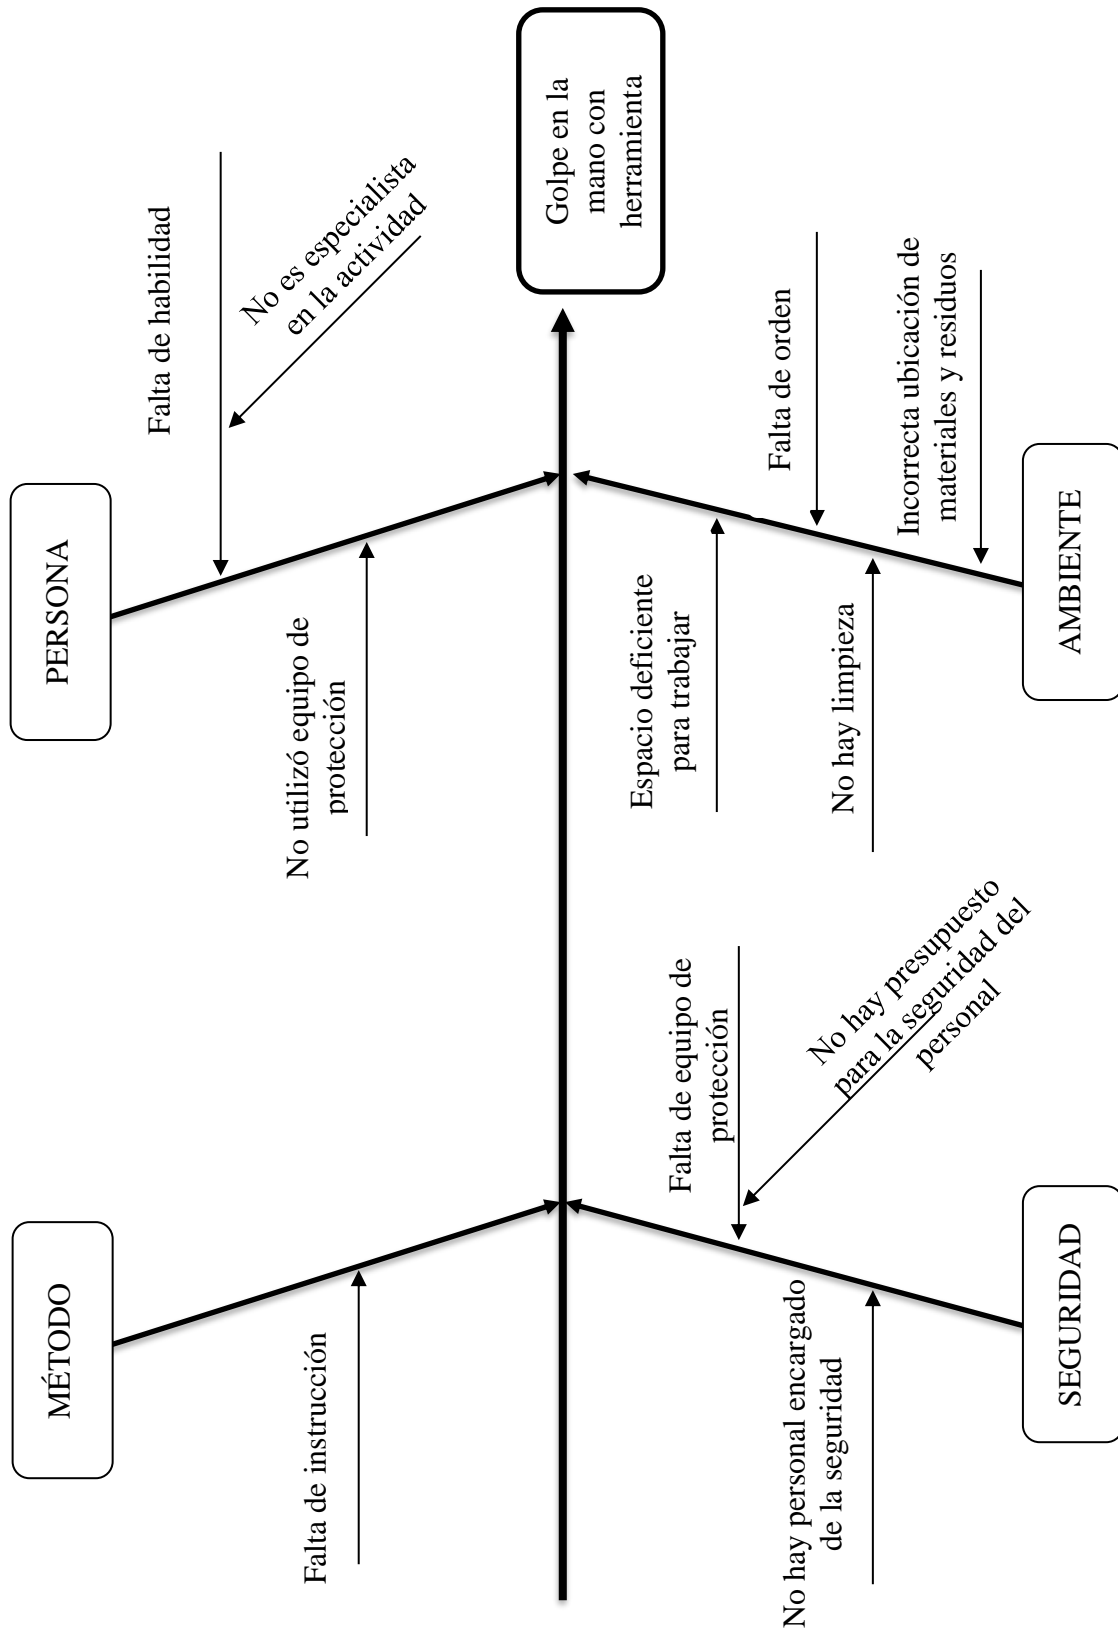 MÉTODO
PERSONA
Falta de habilidad
No es especialista
en la actividad
Falta de instrucción
No utilizó equipo de
protección
Golpe en la
mano con
herramienta
Falta de equipo de
protección
No hay presupuesto
para la seguridad del
personal
No hay personal encargado
de la seguridad
Espacio deficiente
para trabajar
Falta de orden
No hay limpieza
Incorrecta ubicación de
materiales y residuos
SEGURIDAD
AMBIENTE